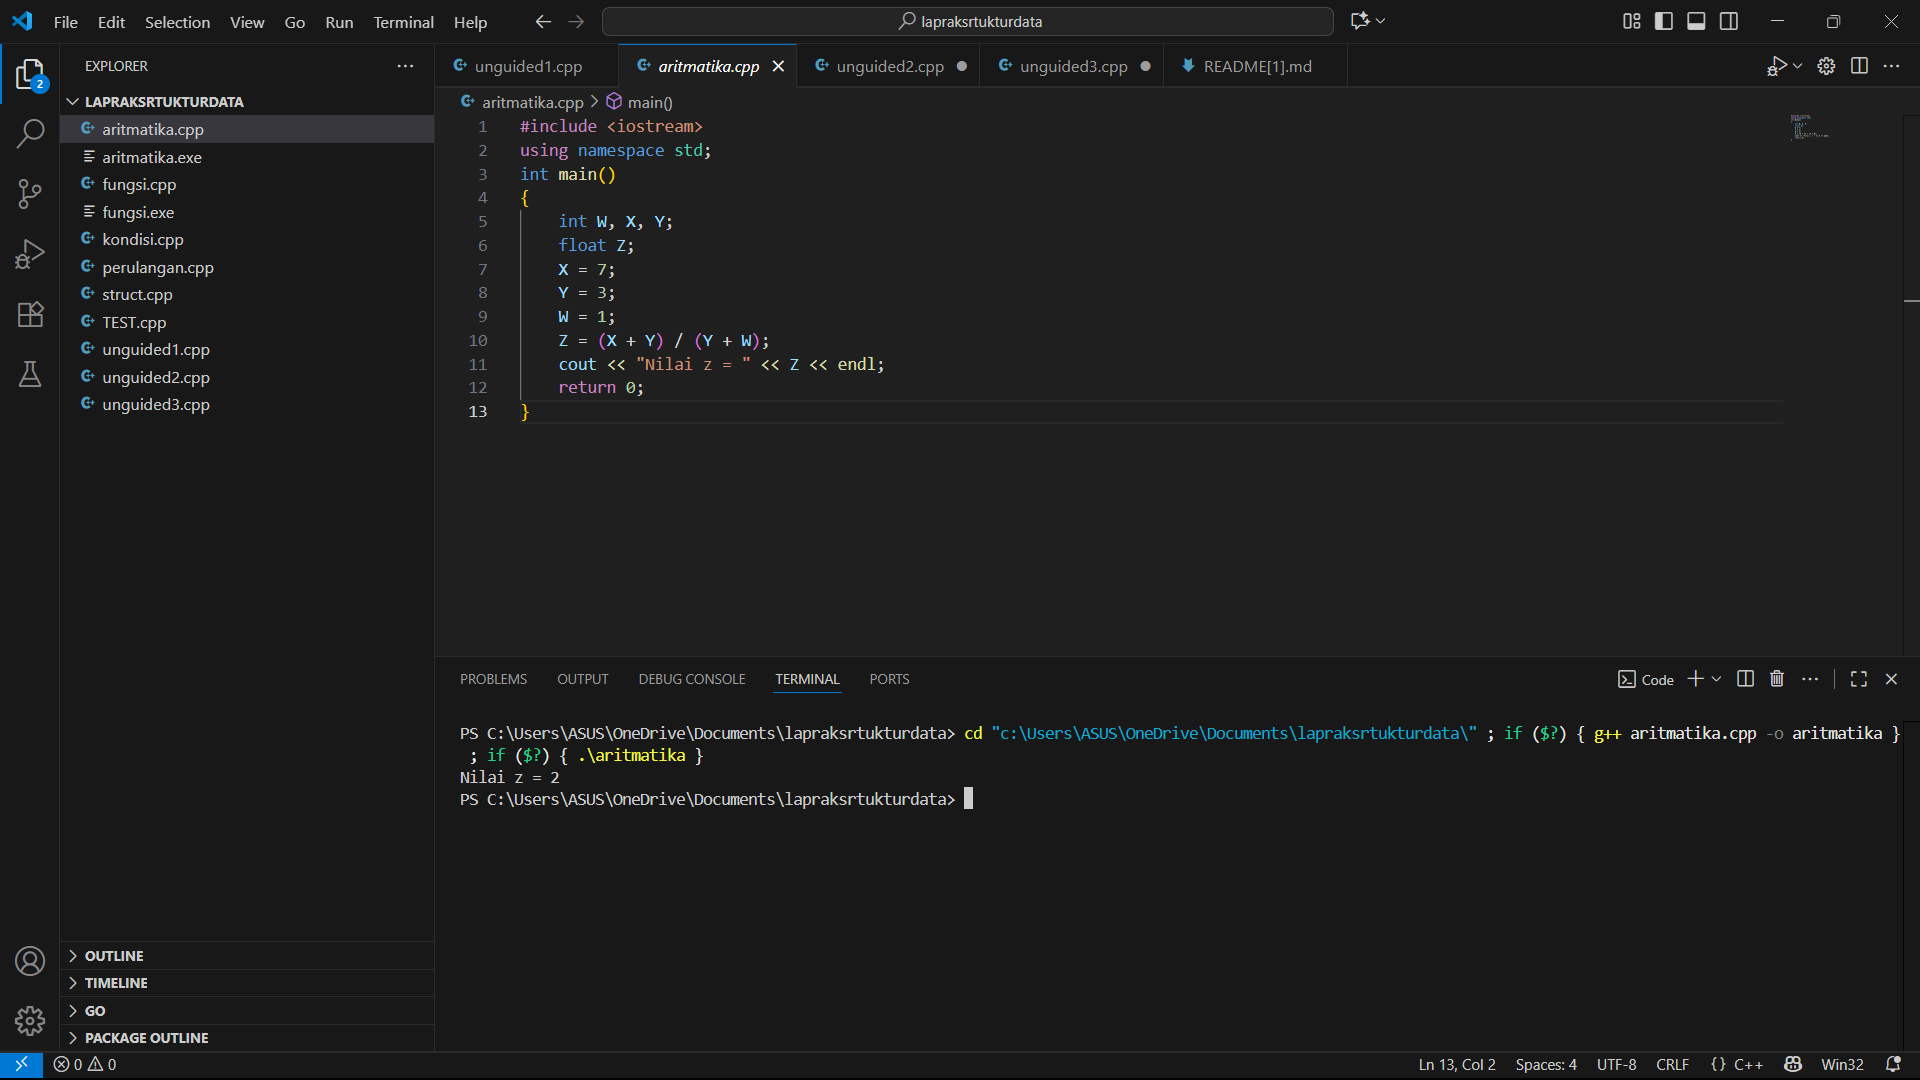 File Edit Selection View Go Run Terminal Help
lapraksrtukturdata
EXPLORER
2
LAPRAKSRTUKTURDATA
aritmatika.cpp
aritmatika.exe
fungsi.cpp
fungsi.exe
kondisi.cpp
perulangan.cpp
struct.cpp
TEST.cpp
unguided1.cpp
unguided2.cpp
unguided3.cpp
OUTLINE
TIMELINE
GO
PACKAGE OUTLINE
unguided1.cpp aritmatika.cpp unguided2.cpp unguided3.cpp README[1].md
aritmatika.cpp > main()
1 #include <iostream>
2 using namespace std;
3 int main()
4 {
5 int W, X, Y;
6 float Z;
7 X = 7;
8 Y = 3;
9 W = 1;
10 Z = (X + Y) / (Y + W);
11 cout << "Nilai z = " << Z << endl;
12 return 0;
13 }
PROBLEMS OUTPUT DEBUG CONSOLE TERMINAL PORTS
Code
PS C:\Users\ASUS\OneDrive\Documents\lapraksrtukturdata> cd "c:\Users\ASUS\OneDrive\Documents\lapraksrtukturdata\" ; if ($?) { g++ aritmatika.cpp -o aritmatika }
; if ($?) { .\aritmatika }
Nilai z = 2
PS C:\Users\ASUS\OneDrive\Documents\lapraksrtukturdata>
0 0
Ln 13, Col 2 Spaces: 4 UTF-8 CRLF {} C++ Win32